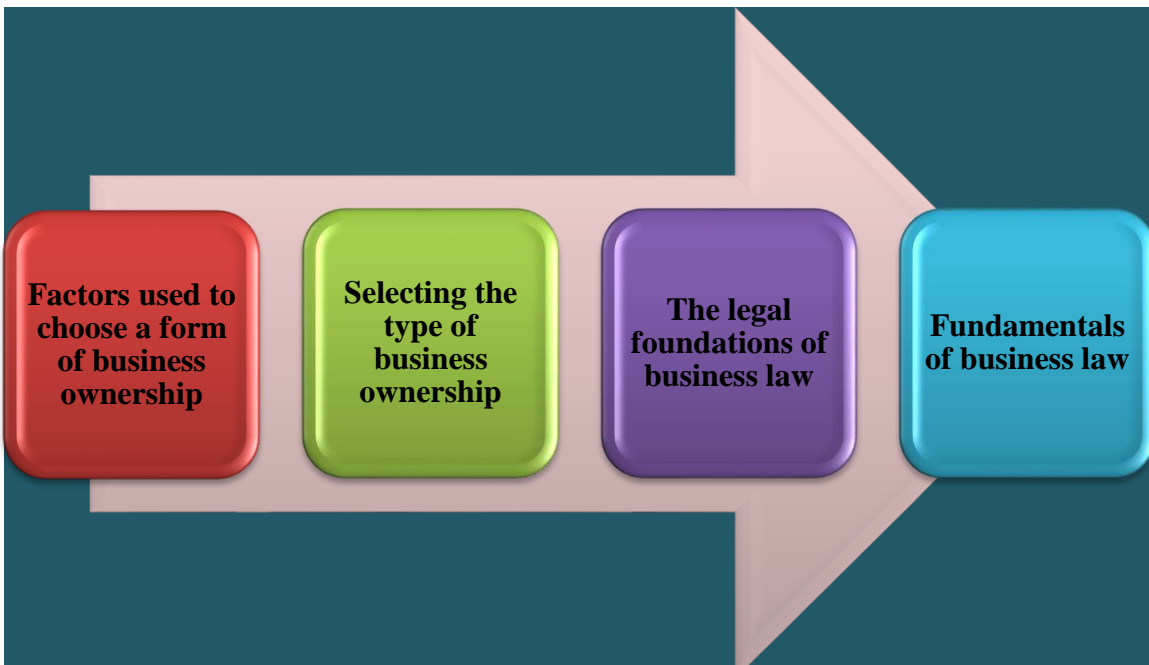 Factors used to
choose a form
of business
ownership
Selecting the
type of
business
ownership
The legal
foundations of
business law
Fundamentals
of business law